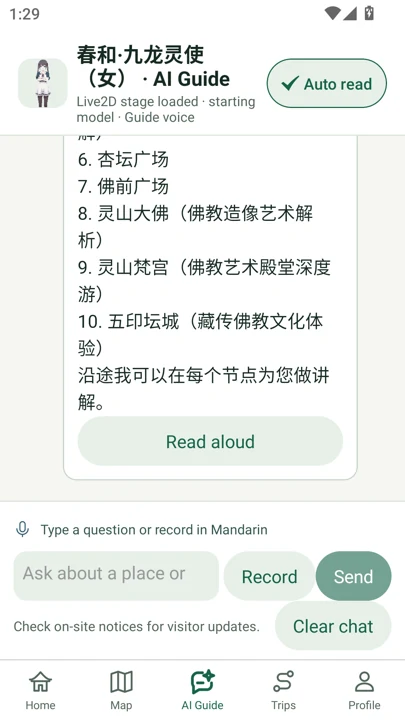 1:29
春和·九龙灵使
（女） · AI Guide
Live2D stage loaded · starting
model · Guide voice
Auto read
解）
6. 杏坛广场
7. 佛前广场
8. 灵山大佛（佛教造像艺术解
析）
9. 灵山梵宫（佛教艺术殿堂深度
游）
10. 五印坛城（藏传佛教文化体
验）
沿途我可以在每个节点为您做讲
解。
Read aloud
Type a question or record in Mandarin
Ask about a place or
Record
Send
Check on-site notices for visitor updates.
Clear chat
Home
Map
AI Guide
Trips
Profile